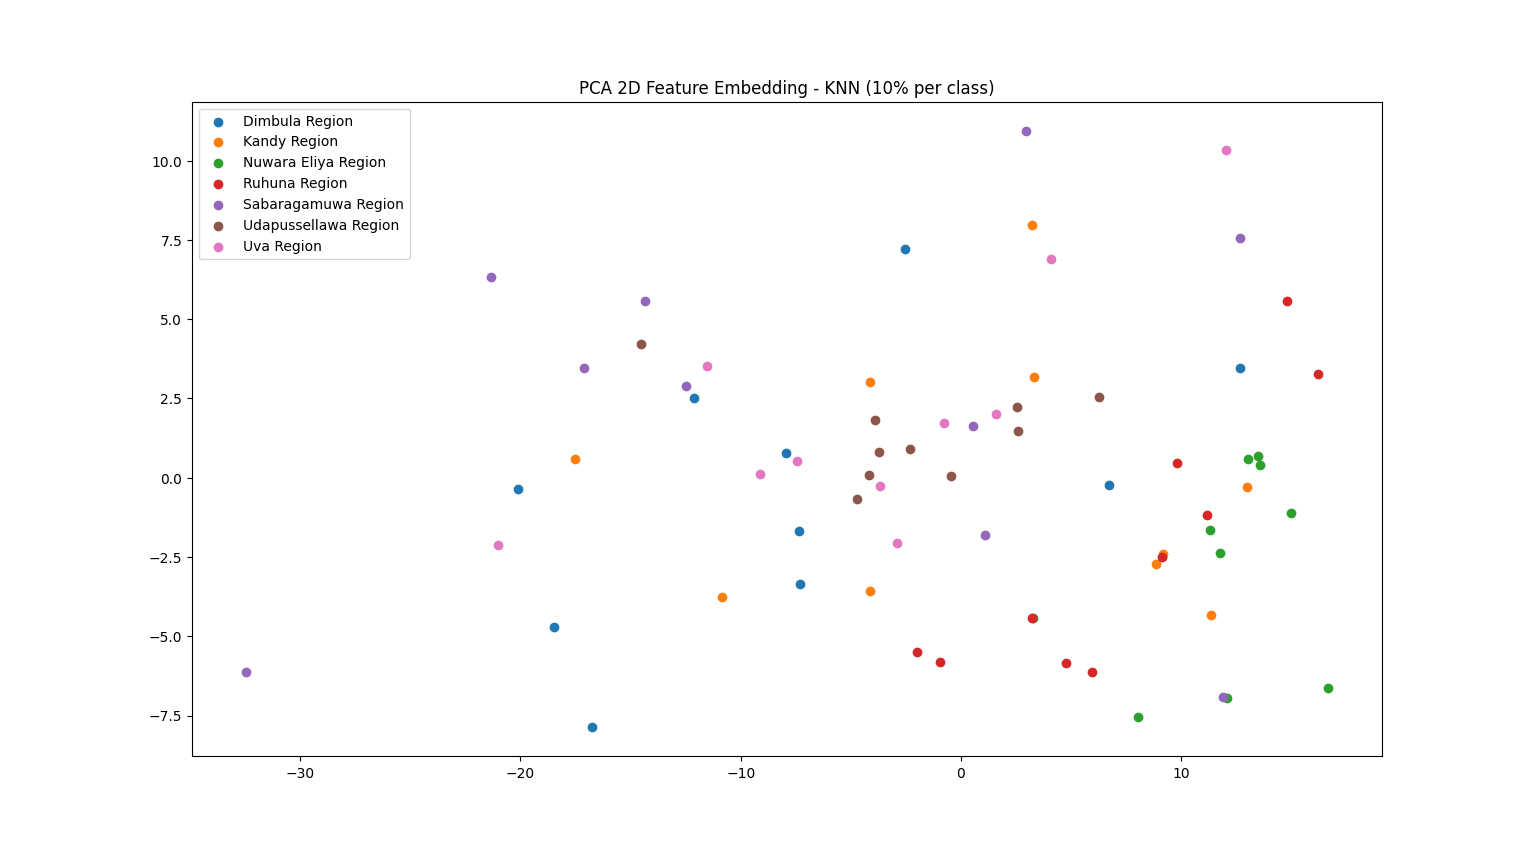 PCA 2D Feature Embedding - KNN (10% per class)
Dimbula Region
Kandy Region
Nuwara Eliya Region
Ruhuna Region
Sabaragamuwa Region
Udapussellawa Region
Uva Region
10.0
7.5
5.0
2.5
0.0
−2.5
−5.0
−7.5
−30 −20 −10 0 10